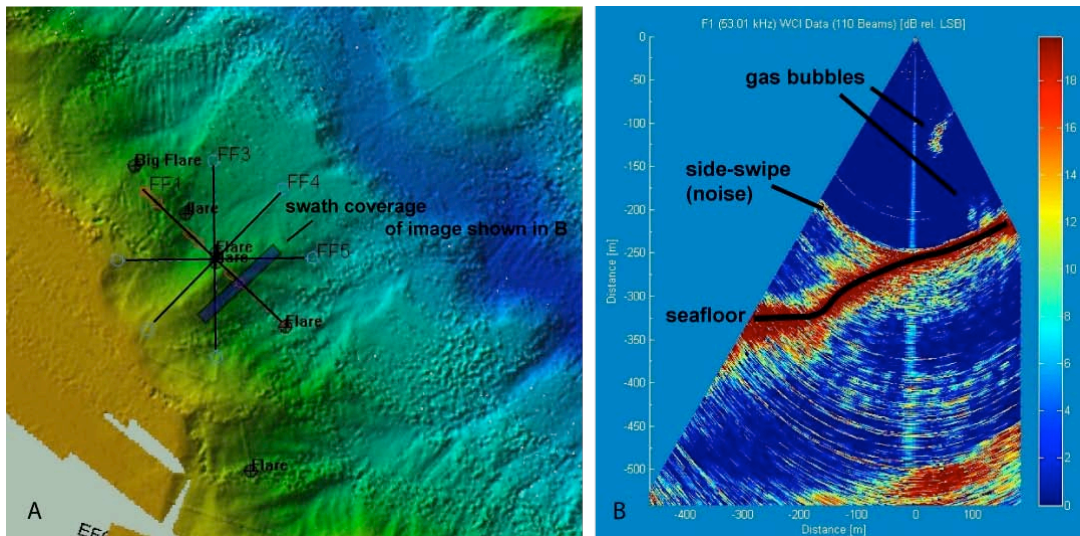 Big Flare
FF1
FF3
FF4
flare
swath coverage
of image shown in B
Flare
FF5
Flare
Flare
A
F1 (53.01 kHz) WCI Data (110 Beams) [dB rel. LSB]
gas bubbles
side-swipe
(noise)
seafloor
Distance [m]
0
-50
-100
-150
-200
-250
-300
-350
-400
-450
-500
-400
-300
-200
-100
0
100
Distance [m]
18
16
14
12
10
8
6
4
2
0
B